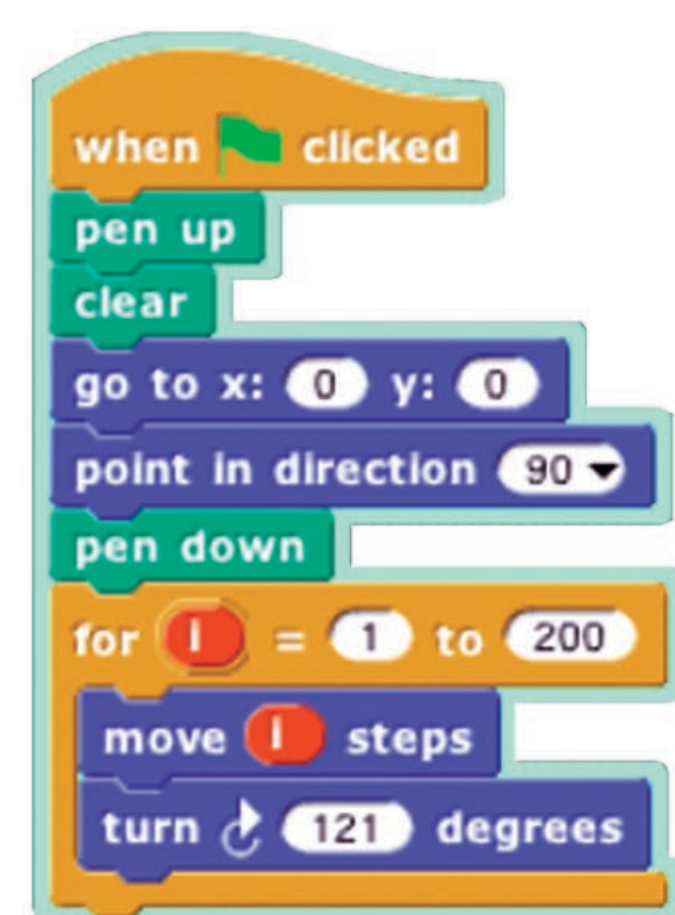 when clicked
pen up
clear
go to x: 0 y: 0
point in direction 90
pen down
for i = 1 to 200
move i steps
turn 121 degrees